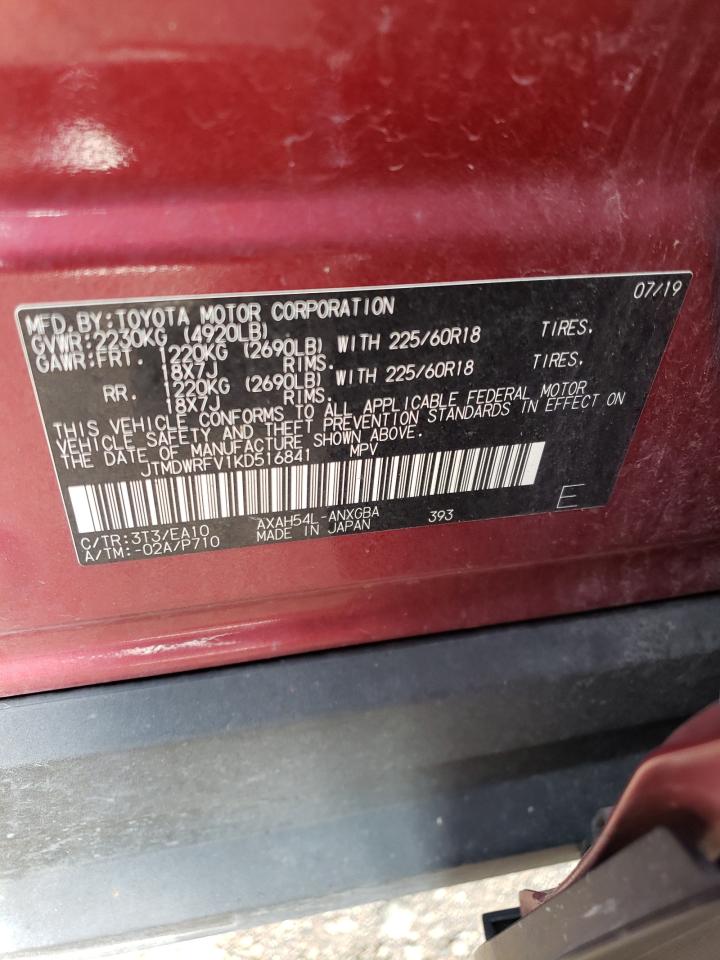 07/19
MFD.BY:TOYOTA MOTOR CORPORATION
GVWR:2230KG (4920LB)
GAWR:FRT. 1220KG (2690LB) WITH 225/60R18 TIRES,
18X7J RIMS.
RR. 1220KG (2690LB) WITH 225/60R18 TIRES,
18X7J RIMS.
THIS VEHICLE CONFORMS TO ALL APPLICABLE FEDERAL MOTOR
VEHICLE SAFETY AND THEFT PREVENTION STANDARDS IN EFFECT ON
THE DATE OF MANUFACTURE SHOWN ABOVE.
JTMDWRFV1KD516841 MPV
C/TR:3T3/EA10 AXAH54L-ANXGBA 393 E
A/TM:-02A/P710 MADE IN JAPAN